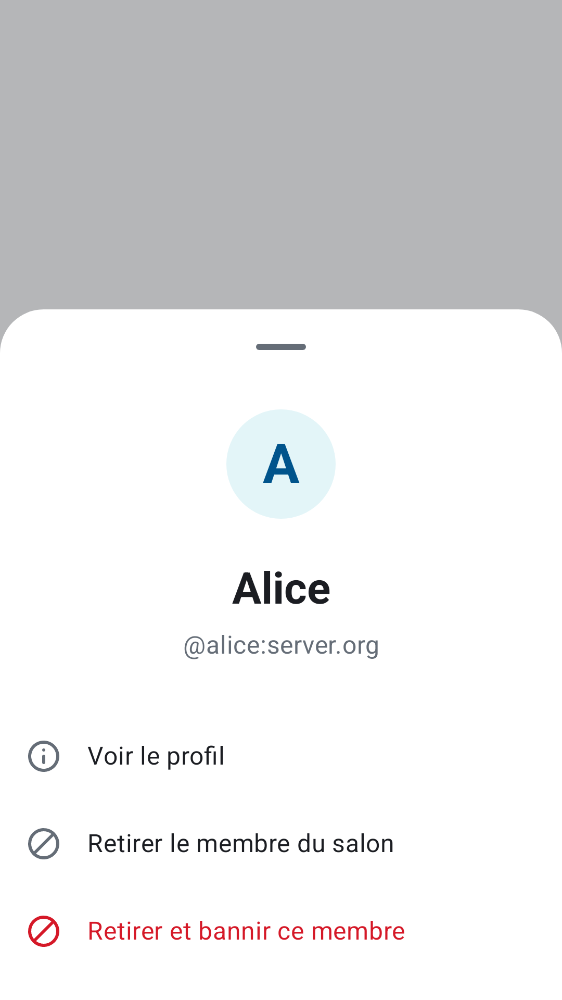 A
Alice
@alice:server.org
Voir le profil
Retirer le membre du salon
Retirer et bannir ce membre